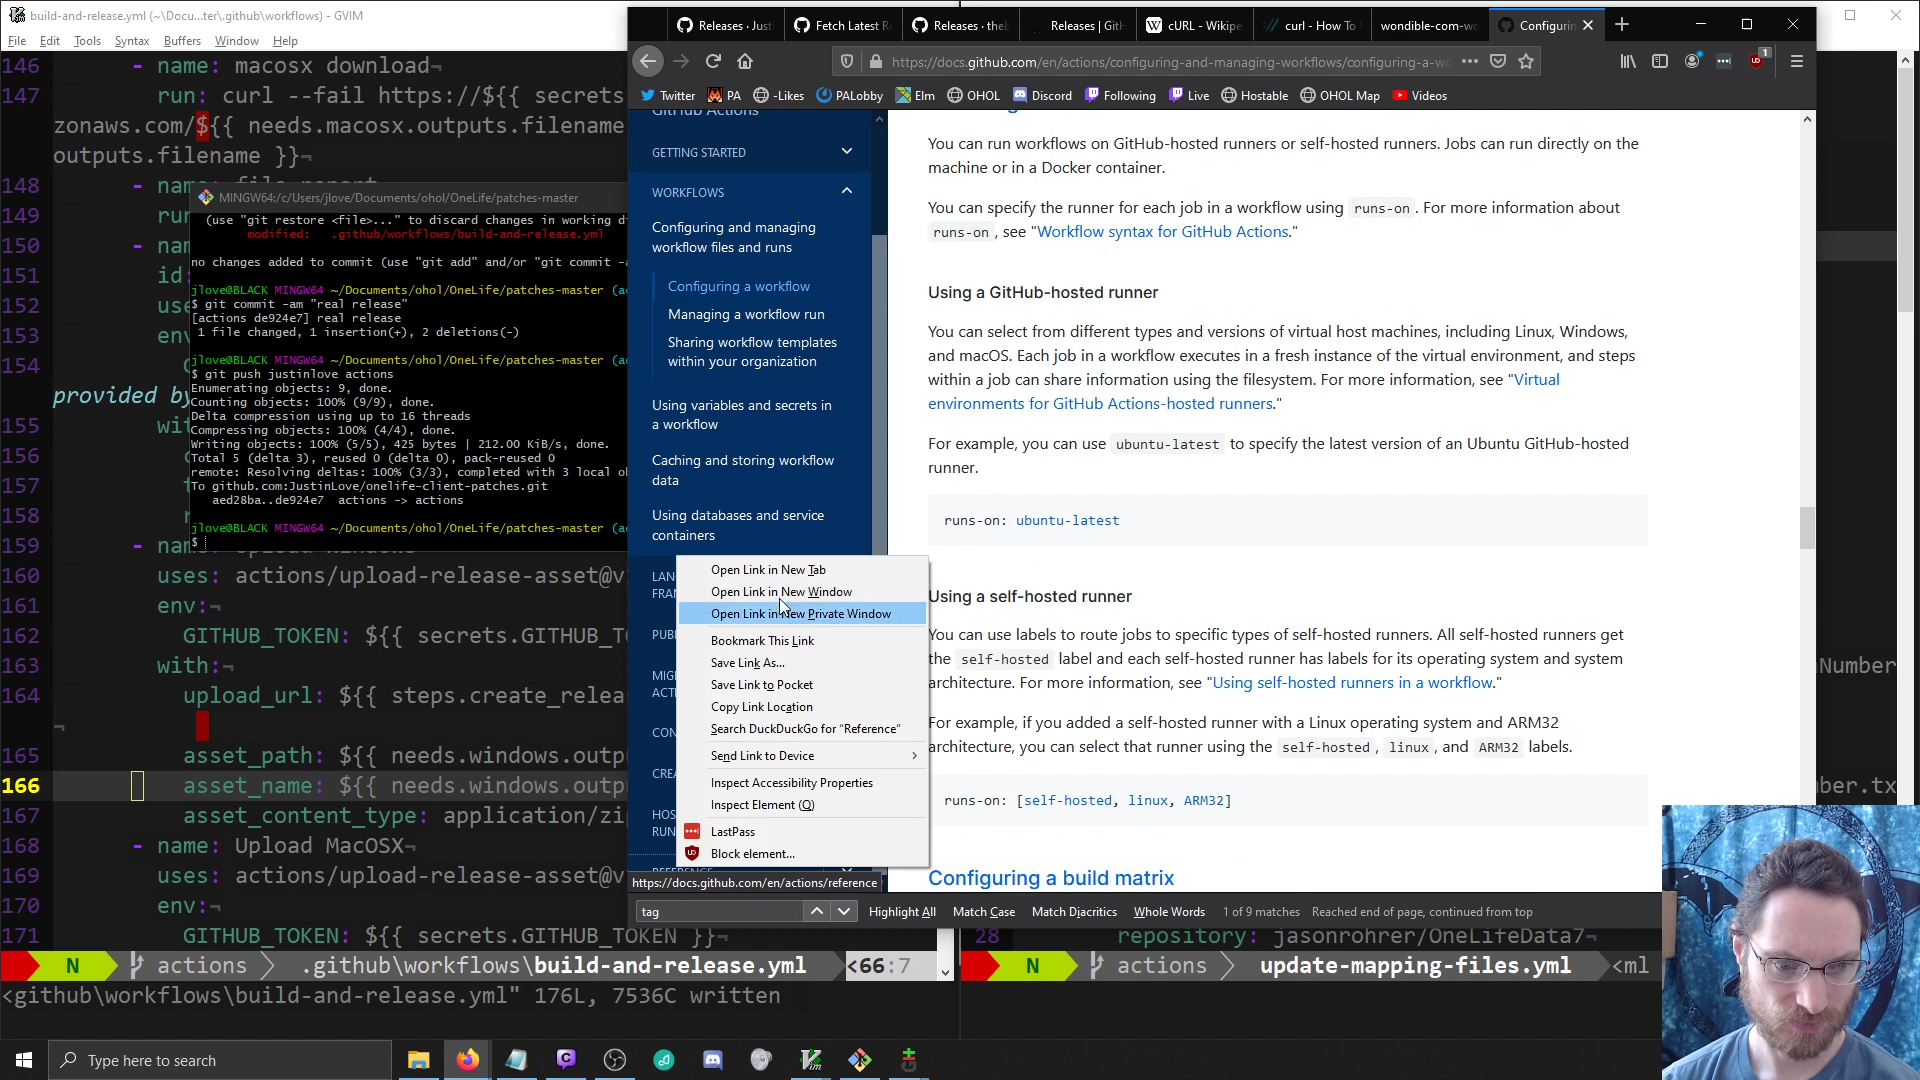 build-and-release.yml (~\Docu...ter\.github\workflows) - GVIM
File Edit Tools Syntax Buffers Window Help
146 - name: macosx download¬
147 run: curl --fail https://${{ secrets
zonaws.com/${{ needs.macosx.outputs.filename
outputs.filename }}¬
148
149
150
151
152
153
154
provided by
155
156
157
158
159
160 uses: actions/upload-release-asset@v
161 env:¬
162 GITHUB_TOKEN: ${{ secrets.GITHUB_T
163 with:¬
164 upload_url: ${{ steps.create_relea
¬
165 asset_path: ${{ needs.windows.outp
166 asset_name: ${{ needs.windows.outp
167 asset_content_type: application/zi
168 - name: Upload MacOSX¬
169 uses: actions/upload-release-asset@v
170 env:¬
171 GITHUB_TOKEN: ${{ secrets.GITHUB_TOKEN }}¬
N actions .github\workflows\build-and-release.yml <66:7
<github\workflows\build-and-release.yml" 176L, 7536C written
MINGW64:/c/Users/jlove/Documents/ohol/OneLife/patches-master
(use "git restore <file>..." to discard changes in working d
modified: .github/workflows/build-and-release.yml
no changes added to commit (use "git add" and/or "git commit -
jlove@BLACK MINGW64 ~/Documents/ohol/OneLife/patches-master (a
$ git commit -am "real release"
[actions de924e7] real release
1 file changed, 1 insertion(+), 2 deletions(-)
jlove@BLACK MINGW64 ~/Documents/ohol/OneLife/patches-master (a
$ git push justinlove actions
Enumerating objects: 9, done.
Counting objects: 100% (9/9), done.
Delta compression using up to 16 threads
Compressing objects: 100% (4/4), done.
Writing objects: 100% (5/5), 425 bytes | 212.00 KiB/s, done.
Total 5 (delta 3), reused 0 (delta 0), pack-reused 0
remote: Resolving deltas: 100% (3/3), completed with 3 local o
To github.com:JustinLove/onelife-client-patches.git
aed28ba..de924e7 actions -> actions
jlove@BLACK MINGW64 ~/Documents/ohol/OneLife/patches-master (a
$
Releases · Just Fetch Latest R Releases · the Releases | GitH cURL - Wikipe curl - How To wondible-com-wo Configurin
https://docs.github.com/en/actions/configuring-and-managing-workflows/configuring-a-wo
Twitter PA -Likes PALobby Elm OHOL Discord Following Live Hostable OHOL Map Videos
GitHub Actions
GETTING STARTED
WORKFLOWS
Configuring and managing
workflow files and runs
Configuring a workflow
Managing a workflow run
Sharing workflow templates
within your organization
Using variables and secrets in
a workflow
Caching and storing workflow
data
Using databases and service
containers
Open Link in New Tab
Open Link in New Window
Open Link in New Private Window
Bookmark This Link
Save Link As...
Save Link to Pocket
Copy Link Location
Search DuckDuckGo for “Reference”
Send Link to Device
Inspect Accessibility Properties
Inspect Element (Q)
LastPass
Block element...
https://docs.github.com/en/actions/reference
You can run workflows on GitHub-hosted runners or self-hosted runners. Jobs can run directly on the
machine or in a Docker container.
You can specify the runner for each job in a workflow using runs-on . For more information about
runs-on , see "Workflow syntax for GitHub Actions."
Using a GitHub-hosted runner
You can select from different types and versions of virtual host machines, including Linux, Windows,
and macOS. Each job in a workflow executes in a fresh instance of the virtual environment, and steps
within a job can share information using the filesystem. For more information, see "Virtual
environments for GitHub Actions-hosted runners."
For example, you can use ubuntu-latest to specify the latest version of an Ubuntu GitHub-hosted
runner.
runs-on: ubuntu-latest
Using a self-hosted runner
You can use labels to route jobs to specific types of self-hosted runners. All self-hosted runners get
the self-hosted label and each self-hosted runner has labels for its operating system and system
architecture. For more information, see "Using self-hosted runners in a workflow."
For example, if you added a self-hosted runner with a Linux operating system and ARM32
architecture, you can select that runner using the self-hosted , linux , and ARM32 labels.
runs-on: [self-hosted, linux, ARM32]
Configuring a build matrix
tag Highlight All Match Case Match Diacritics Whole Words 1 of 9 matches Reached end of page, continued from top
nNumber
ber.tx
28 repository: jasonrohrer/OneLifeData7¬
N actions update-mapping-files.yml <ml
Type here to search